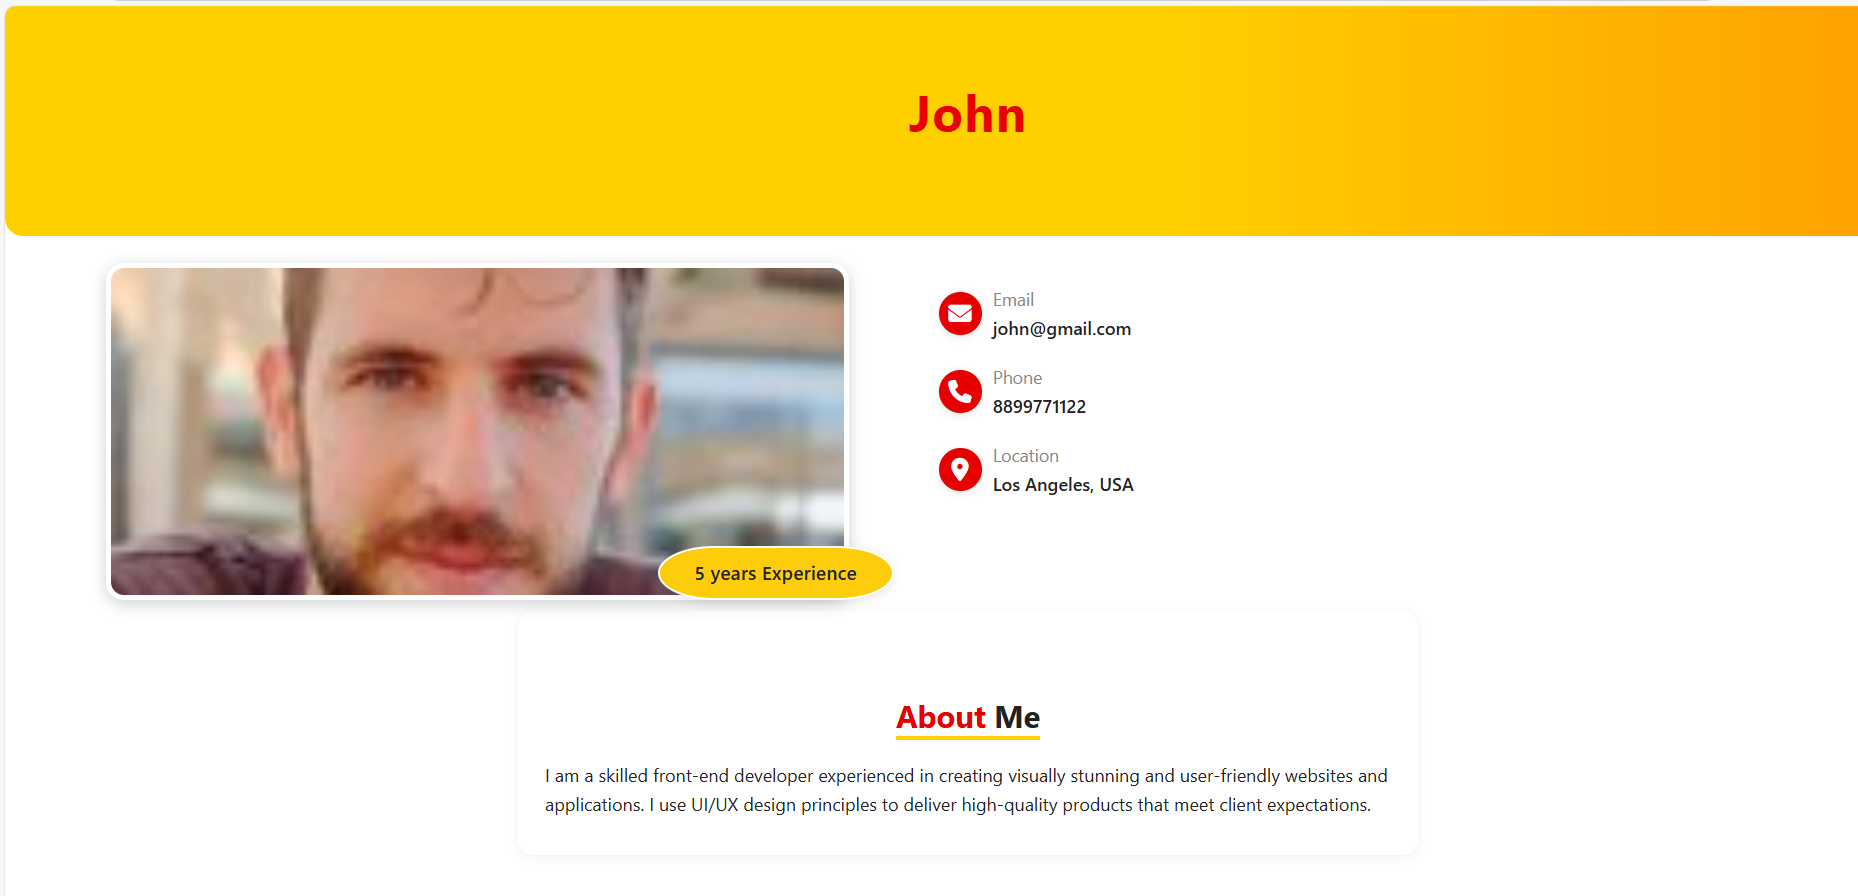 John
Email
john@gmail.com
Phone
8899771122
Location
Los Angeles, USA
5 years Experience
About Me
I am a skilled front-end developer experienced in creating visually stunning and user-friendly websites and
applications. I use UI/UX design principles to deliver high-quality products that meet client expectations.